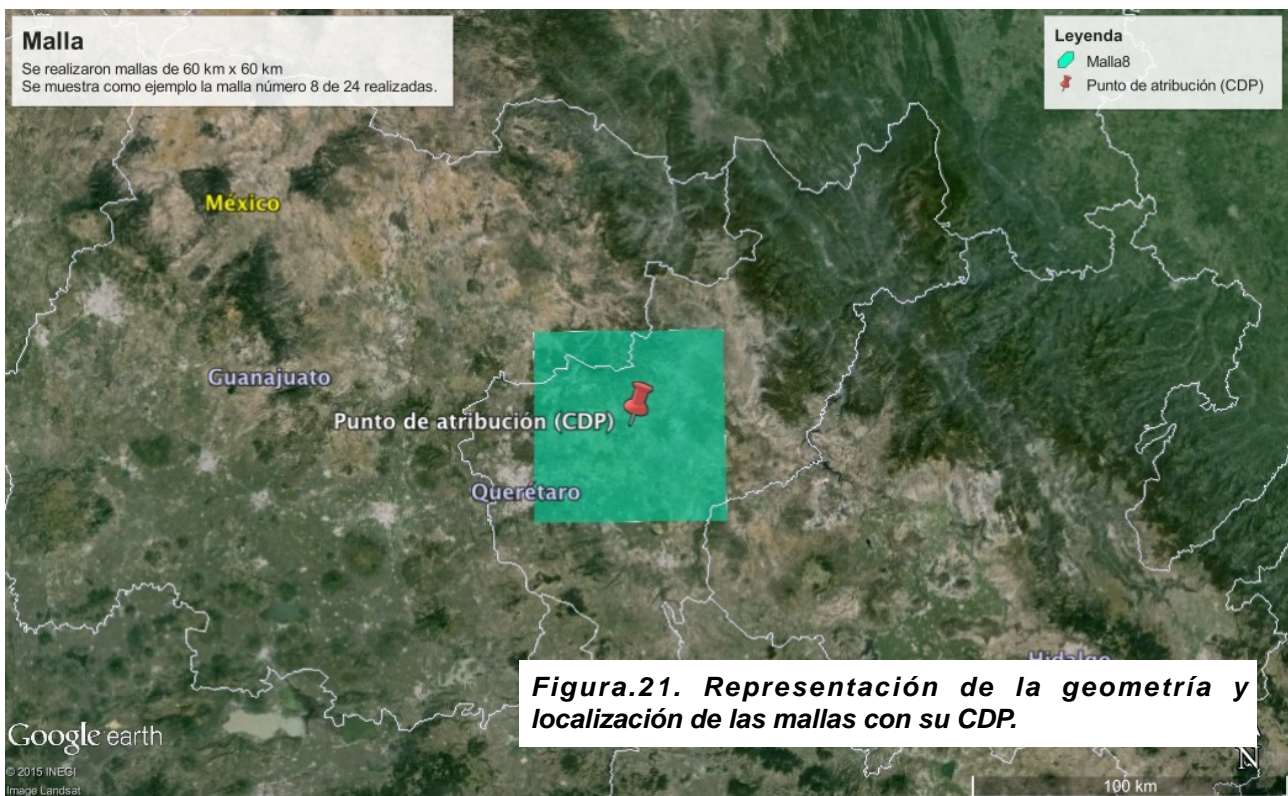 Malla
Se realizaron mallas de 60 km x 60 km
Se muestra como ejemplo la malla número 8 de 24 realizadas.
Leyenda
Malla8
Punto de atribución (CDP)
México
Guanajuato
Punto de atribución (CDP)
Querétaro
Hidalgo
Figura.21. Representación de la geometría y
localización de las mallas con su CDP.
Google earth
© 2015 INEGI
Image Landsat
N
100 km